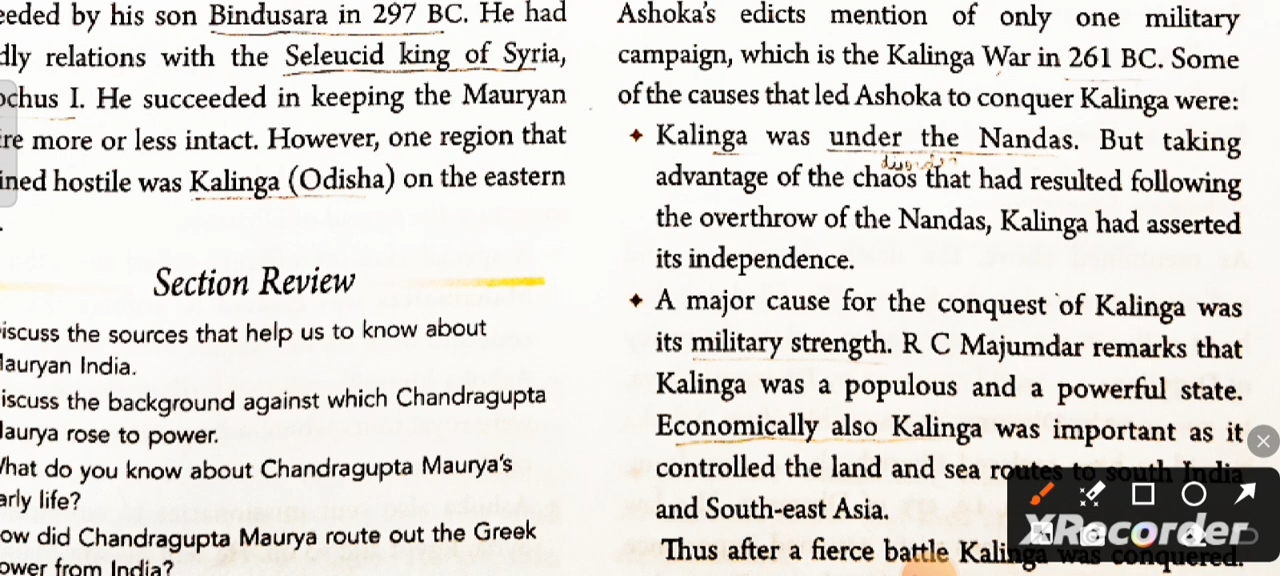 eeded by his son Bindusara in 297 BC. He had
dly relations with the Seleucid king of Syria,
ochus I. He succeeded in keeping the Mauryan
ire more or less intact. However, one region that
ined hostile was Kalinga (Odisha) on the eastern
.
Section Review
iscuss the sources that help us to know about
Mauryan India.
iscuss the background against which Chandragupta
Maurya rose to power.
What do you know about Chandragupta Maurya's
arly life?
ow did Chandragupta Maurya route out the Greek
ower from India?
Ashoka's edicts mention of only one military
campaign, which is the Kalinga War in 261 BC. Some
of the causes that led Ashoka to conquer Kalinga were:
✦ Kalinga was under the Nandas. But taking
advantage of the chaos that had resulted following
the overthrow of the Nandas, Kalinga had asserted
its independence.
✦ A major cause for the conquest of Kalinga was
its military strength. R C Majumdar remarks that
Kalinga was a populous and a powerful state.
Economically also Kalinga was important as it
controlled the land and sea routes to south India
and South-east Asia.
Thus after a fierce battle Kalinga was conquered.
XRecorder